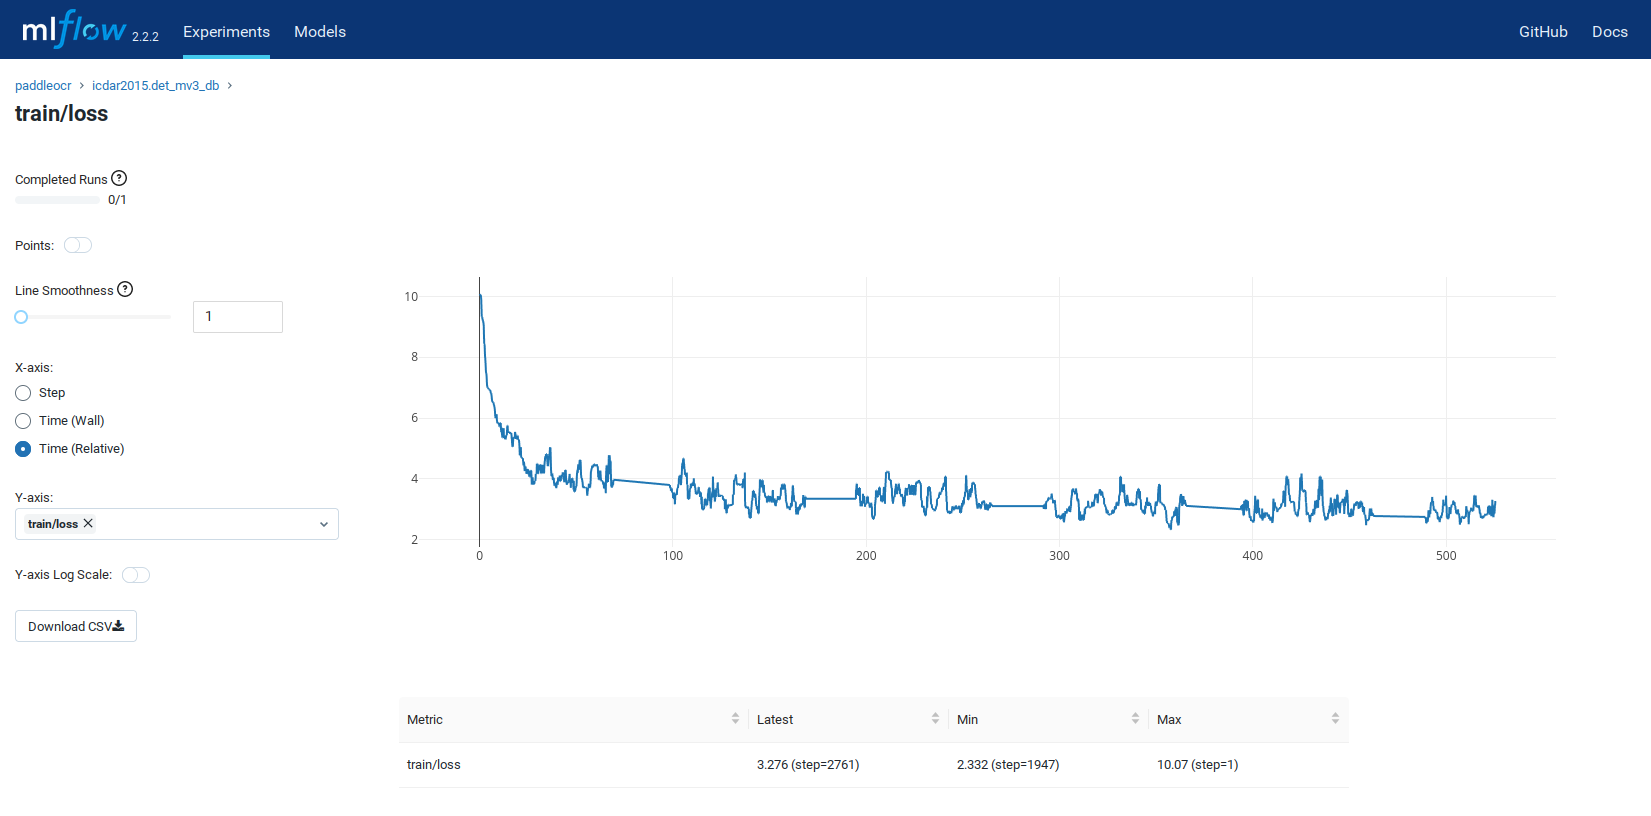 mlflow 2.2.2 Experiments Models GitHub Docs
paddleocr > icdar2015.det_mv3_db >
train/loss
Completed Runs ?
0/1
Points:
Line Smoothness ?
1
X-axis:
Step
Time (Wall)
Time (Relative)
Y-axis:
train/loss
Y-axis Log Scale:
Download CSV
10
8
6
4
2
0 100 200 300 400 500
Metric Latest Min Max
train/loss 3.276 (step=2761) 2.332 (step=1947) 10.07 (step=1)